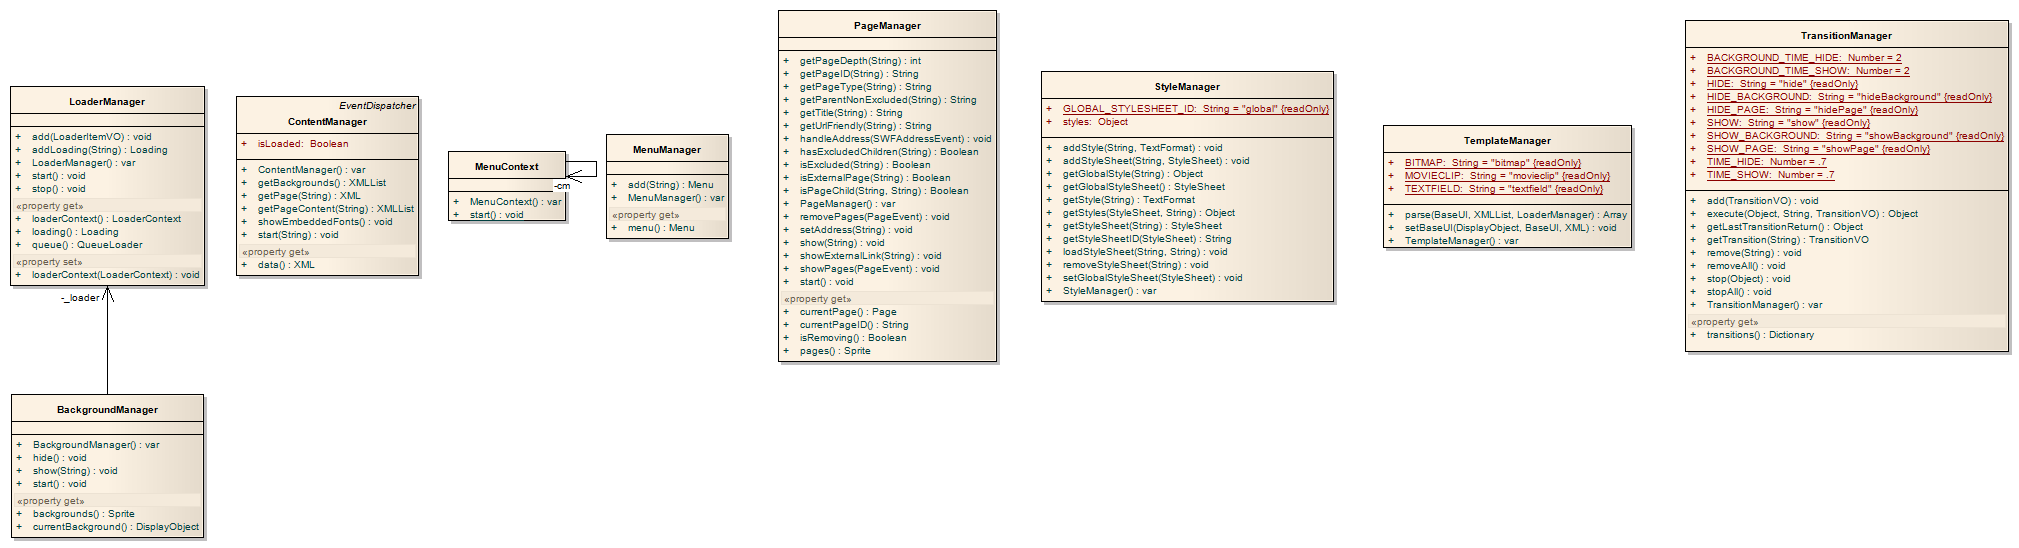 LoaderManager
+ add(LoaderItemVO) : void
+ addLoading(String) : Loading
+ LoaderManager() : var
+ start() : void
+ stop() : void
«property get»
+ loaderContext() : LoaderContext
+ loading() : Loading
+ queue() : QueueLoader
«property set»
+ loaderContext(LoaderContext) : void
-_loader
BackgroundManager
+ BackgroundManager() : var
+ hide() : void
+ show(String) : void
+ start() : void
«property get»
+ backgrounds() : Sprite
+ currentBackground() : DisplayObject
EventDispatcher
ContentManager
+ isLoaded: Boolean
+ ContentManager() : var
+ getBackgrounds() : XMLList
+ getPage(String) : XML
+ getPageContent(String) : XMLList
+ showEmbeddedFonts() : void
+ start(String) : void
«property get»
+ data() : XML
MenuContext
+ MenuContext() : var
+ start() : void
-cm
MenuManager
+ add(String) : Menu
+ MenuManager() : var
«property get»
+ menu() : Menu
PageManager
+ getPageDepth(String) : int
+ getPageID(String) : String
+ getPageType(String) : String
+ getParentNonExcluded(String) : String
+ getTitle(String) : String
+ getUrlFriendly(String) : String
+ handleAddress(SWFAddressEvent) : void
+ hasExcludedChildren(String) : Boolean
+ isExcluded(String) : Boolean
+ isExternalPage(String) : Boolean
+ isPageChild(String, String) : Boolean
+ PageManager() : var
+ removePages(PageEvent) : void
+ setAddress(String) : void
+ show(String) : void
+ showExternalLink(String) : void
+ showPages(PageEvent) : void
+ start() : void
«property get»
+ currentPage() : Page
+ currentPageID() : String
+ isRemoving() : Boolean
+ pages() : Sprite
StyleManager
+ GLOBAL_STYLESHEET_ID: String = "global" {readOnly}
+ styles: Object
+ addStyle(String, TextFormat) : void
+ addStyleSheet(String, StyleSheet) : void
+ getGlobalStyle(String) : Object
+ getGlobalStyleSheet() : StyleSheet
+ getStyle(String) : TextFormat
+ getStyles(StyleSheet, String) : Object
+ getStyleSheet(String) : StyleSheet
+ getStyleSheetID(StyleSheet) : String
+ loadStyleSheet(String, String) : void
+ removeStyleSheet(String) : void
+ setGlobalStyleSheet(StyleSheet) : void
+ StyleManager() : var
TemplateManager
+ BITMAP: String = "bitmap" {readOnly}
+ MOVIECLIP: String = "movieclip" {readOnly}
+ TEXTFIELD: String = "textfield" {readOnly}
+ parse(BaseUI, XMLList, LoaderManager) : Array
+ setBaseUI(DisplayObject, BaseUI, XML) : void
+ TemplateManager() : var
TransitionManager
+ BACKGROUND_TIME_HIDE: Number = 2
+ BACKGROUND_TIME_SHOW: Number = 2
+ HIDE: String = "hide" {readOnly}
+ HIDE_BACKGROUND: String = "hideBackground" {readOnly}
+ HIDE_PAGE: String = "hidePage" {readOnly}
+ SHOW: String = "show" {readOnly}
+ SHOW_BACKGROUND: String = "showBackground" {readOnly}
+ SHOW_PAGE: String = "showPage" {readOnly}
+ TIME_HIDE: Number = .7
+ TIME_SHOW: Number = .7
+ add(TransitionVO) : void
+ execute(Object, String, TransitionVO) : Object
+ getLastTransitionReturn() : Object
+ getTransition(String) : TransitionVO
+ remove(String) : void
+ removeAll() : void
+ stop(Object) : void
+ stopAll() : void
+ TransitionManager() : var
«property get»
+ transitions() : Dictionary